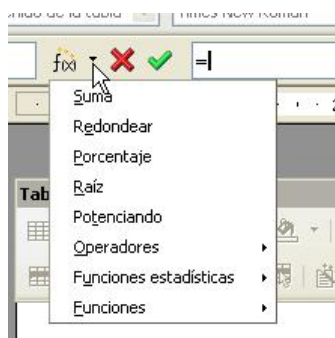 Times New Roman
f(x) =
Suma
Redondear
Porcentaje
Raíz
Potenciando
Operadores
Funciones estadísticas
Funciones
Tab